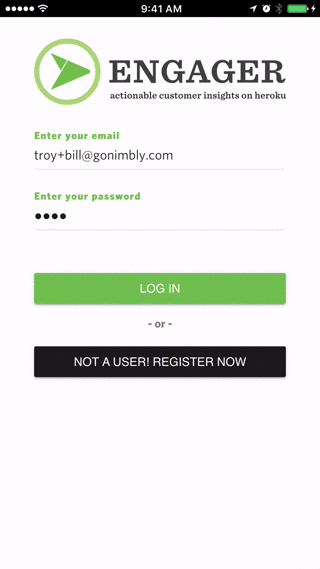 9:41 AM
ENGAGER
actionable customer insights on heroku
Enter your email
troy+bill@gonimbly.com
Enter your password
●●●●
LOG IN
- or -
NOT A USER! REGISTER NOW